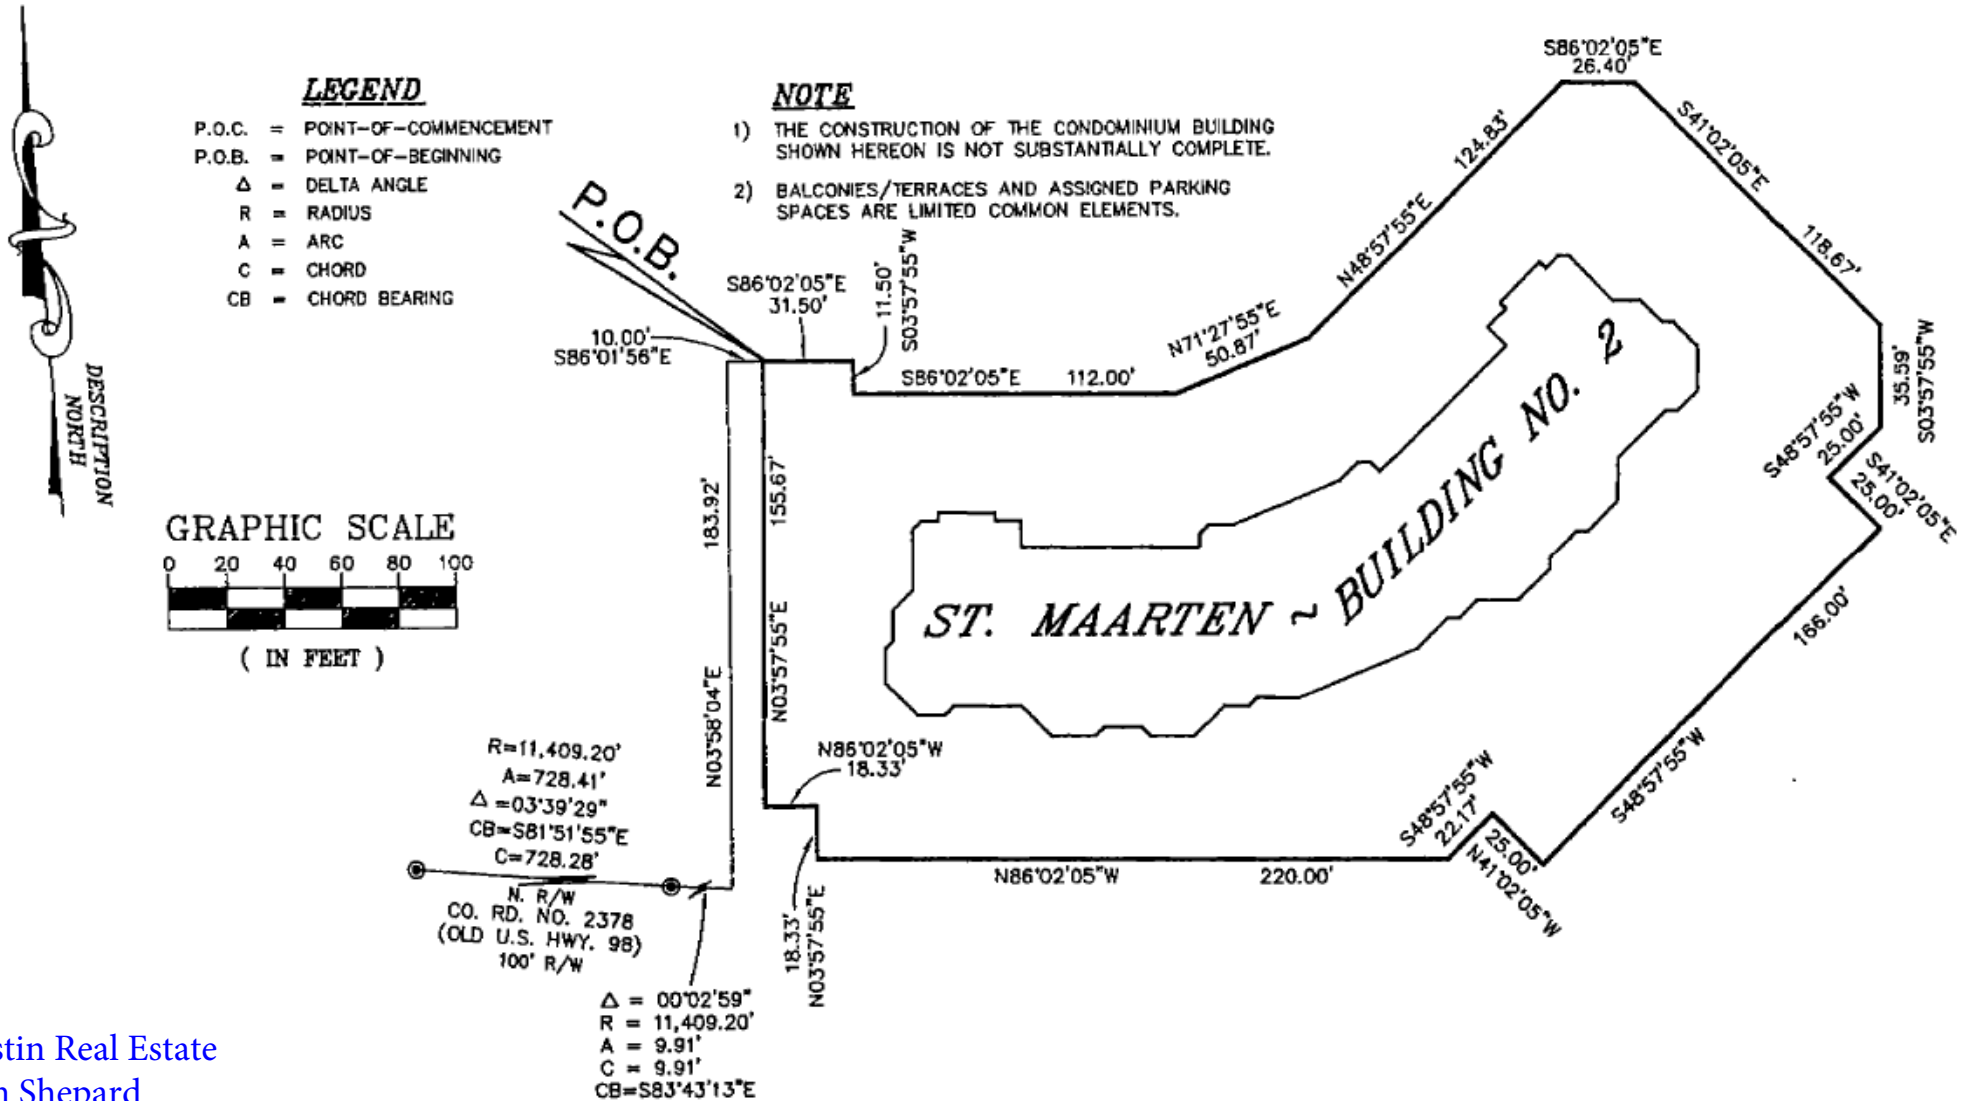 LEGEND
P.O.C. = POINT-OF-COMMENCEMENT
P.O.B. = POINT-OF-BEGINNING
Δ = DELTA ANGLE
R = RADIUS
A = ARC
C = CHORD
CB = CHORD BEARING
NOTE
1) THE CONSTRUCTION OF THE CONDOMINIUM BUILDING
SHOWN HEREON IS NOT SUBSTANTIALLY COMPLETE.
2) BALCONIES/TERRACES AND ASSIGNED PARKING
SPACES ARE LIMITED COMMON ELEMENTS.
DESCRIPTION
NORTH
GRAPHIC SCALE
0 20 40 60 80 100
( IN FEET )
P.O.B.
10.00'
S86°01'56"E
S86°02'05"E
31.50'
11.50'
S03°57'55"W
S86°02'05"E 112.00'
N71°27'55"E
50.87'
N48°57'55"E 124.83'
S86°02'05"E
26.40'
S41°02'05"E 118.67'
35.59'
S03°57'55"W
S48°57'55"W
25.00'
S41°02'05"E
25.00'
S48°57'55"W 166.00'
25.00'
N41°02'05"W
S48°57'55"W
22.17'
N86°02'05"W 220.00'
18.33'
N03°57'55"E
N86°02'05"W
18.33'
N03°57'55"E 155.67'
N03°58'04"E 183.92'
ST. MAARTEN ~ BUILDING NO. 2
R=11,409.20'
A=728.41'
Δ=03°39'29"
CB=S81°51'55"E
C=728.28'
N. R/W
CO. RD. NO. 2378
(OLD U.S. HWY. 98)
100' R/W
Δ = 00°02'59"
R = 11,409.20'
A = 9.91'
C = 9.91'
CB=S83°43'13"E
stin Real Estate
n Shepard